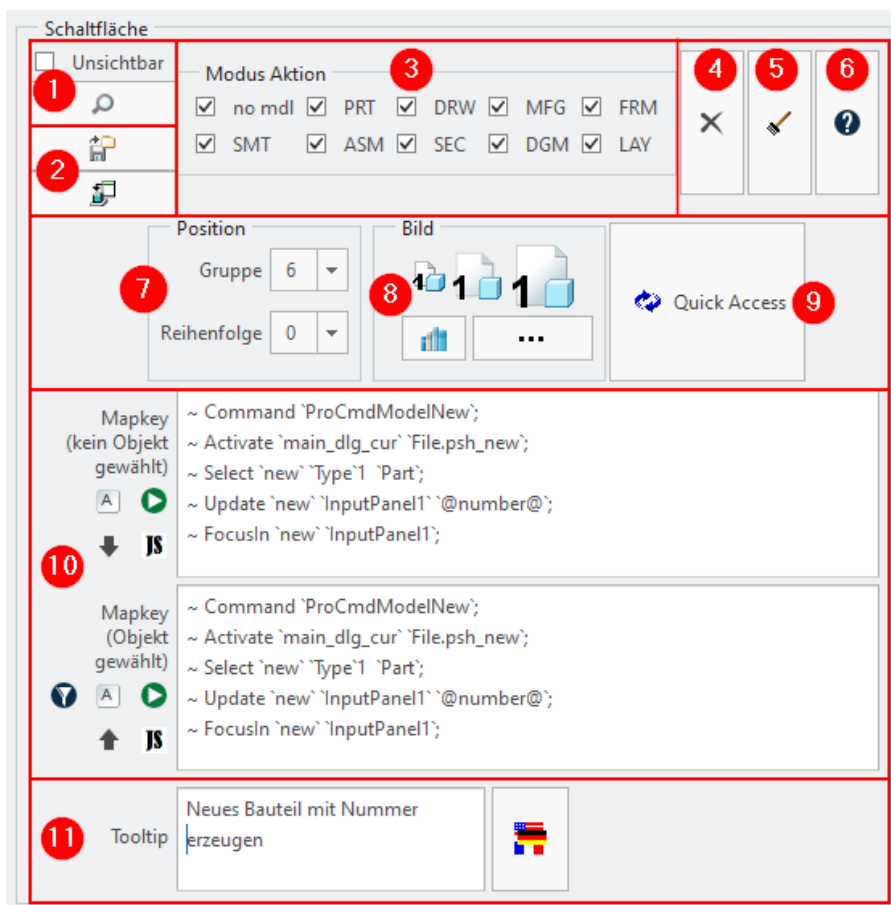 Schaltfläche
Unsichtbar
1
2
Modus Aktion
3
no mdl PRT DRW MFG FRM
SMT ASM SEC DGM LAY
4
5
6
7
Position
Gruppe 6
Reihenfolge 0
Bild
8
1 1 1
...
Quick Access
9
10
Mapkey
(kein Objekt
gewählt)
A
JS
~ Command `ProCmdModelNew`;
~ Activate `main_dlg_cur` `File.psh_new`;
~ Select `new` `Type`1 `Part`;
~ Update `new` `InputPanel1` `@number@`;
~ FocusIn `new` `InputPanel1`;
Mapkey
(Objekt
gewählt)
A
JS
~ Command `ProCmdModelNew`;
~ Activate `main_dlg_cur` `File.psh_new`;
~ Select `new` `Type`1 `Part`;
~ Update `new` `InputPanel1` `@number@`;
~ FocusIn `new` `InputPanel1`;
11
Tooltip
Neues Bauteil mit Nummer
erzeugen